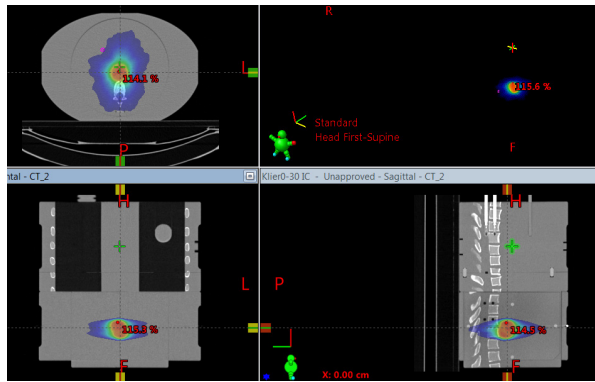 R
114.1 %
L
P
115.6 %
Standard
Head First-Supine
F
ntal - CT_2
Klier0-30 IC - Unapproved - Sagittal - CT_2
H
L
115.3 %
F
H
P
114.5 %
X: 0.00 cm
F